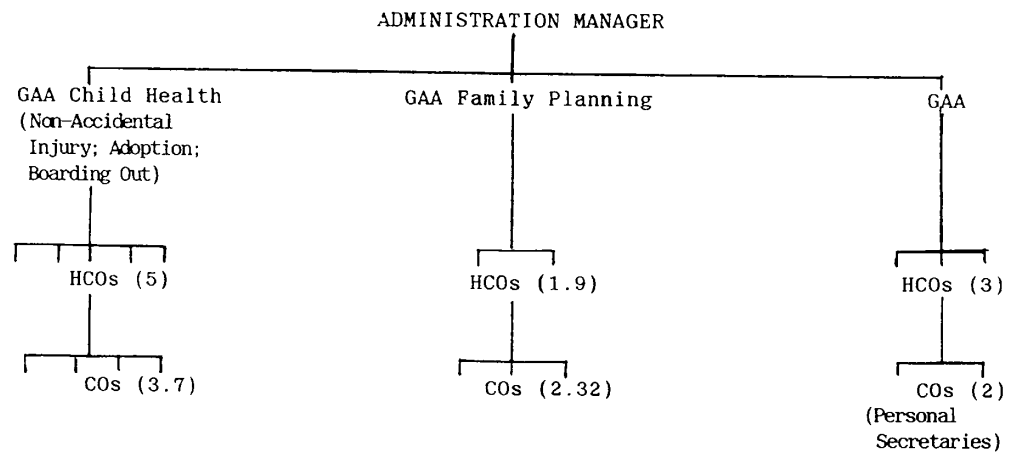 ADMINISTRATION MANAGER
GAA Child Health
(Non-Accidental
Injury; Adoption;
Boarding Out)
GAA Family Planning
GAA
HCOs (5)
HCOs (1.9)
HCOs (3)
COs (3.7)
COs (2.32)
COs (2)
(Personal
Secretaries)